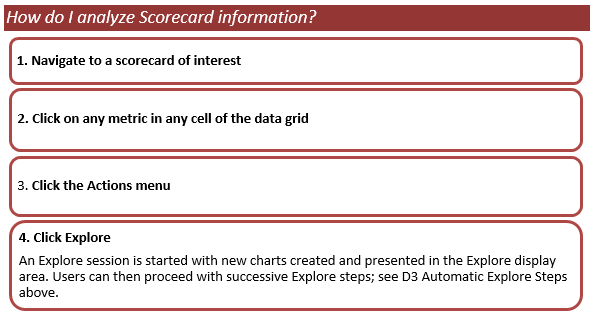 How do I analyze Scorecard information?
1. Navigate to a scorecard of interest
2. Click on any metric in any cell of the data grid
3. Click the Actions menu
4. Click Explore
An Explore session is started with new charts created and presented in the Explore display
area. Users can then proceed with successive Explore steps; see D3 Automatic Explore Steps
above.